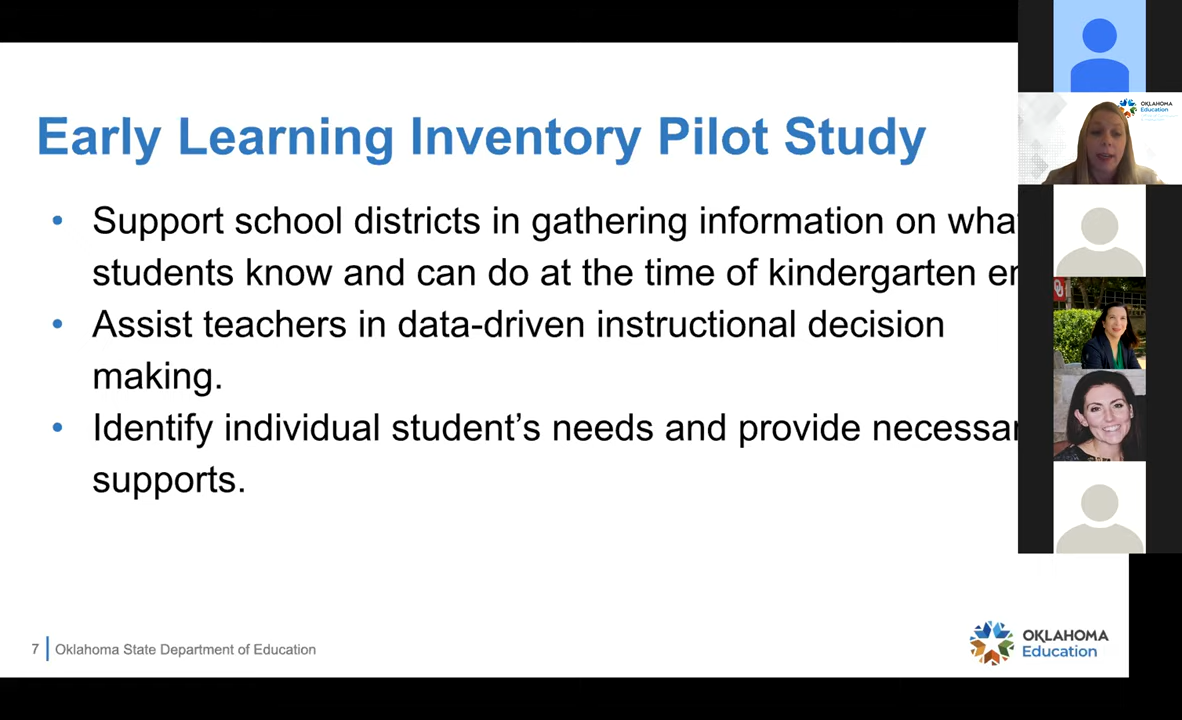 Early Learning Inventory Pilot Study
• Support school districts in gathering information on
students know and can do at the time of kindergarten
• Assist teachers in data-driven instructional decision
making.
• Identify individual student’s needs and provide
supports.
7 Oklahoma State Department of Education
OKLAHOMA
Education
OKLAHOMA
Education